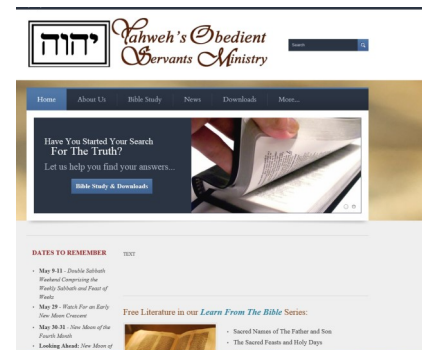 יהוה
Yahweh's Obedient
Servants Ministry
Search
Home About Us Bible Study News Downloads More...
Have You Started Your Search
For The Truth?
Let us help you find your answers...
Bible Study & Downloads
DATES TO REMEMBER
TEXT
May 9-11 - Double Sabbath
Weekend Comprising the
Weekly Sabbath and Feast of
Weeks
May 29 - Watch For an Early
New Moon Crescent
May 30-31 - New Moon of the
Fourth Month
Looking Ahead: New Moon of
Free Literature in our Learn From The Bible Series:
Sacred Names of The Father and Son
The Sacred Feasts and Holy Days